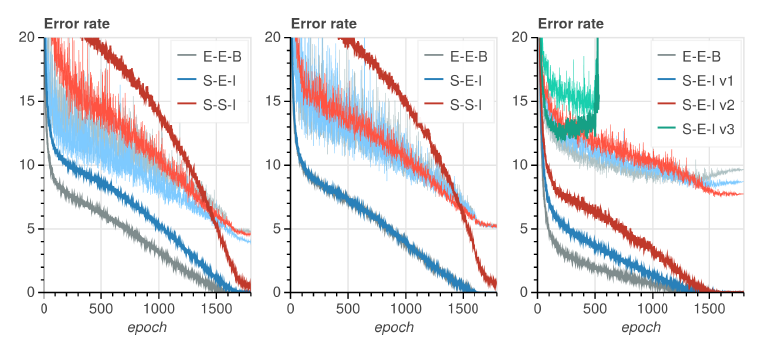 Error rate
20
15
10
5
0
0
500
1000
1500
epoch
E-E-B
S-E-I
S-S-I
Error rate
20
15
10
5
0
0
500
1000
1500
epoch
E-E-B
S-E-I
S-S-I
Error rate
20
15
10
5
0
0
500
1000
1500
epoch
E-E-B
S-E-I v1
S-E-I v2
S-E-I v3